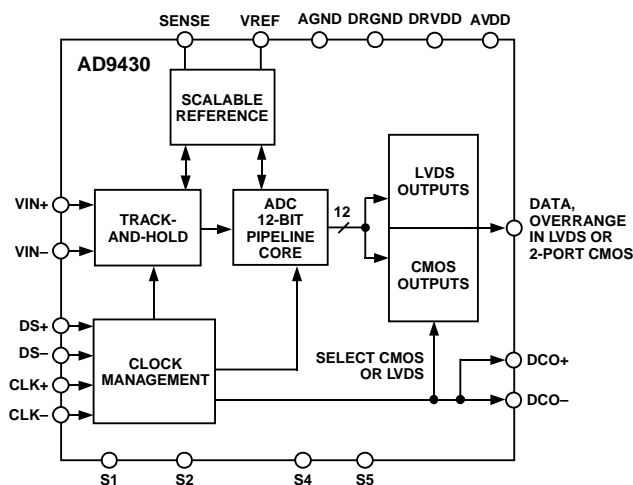 SENSE VREF AGND DRGND DRVDD AVDD
AD9430
SCALABLE
REFERENCE
VIN+
VIN–
TRACK-
AND-HOLD
ADC
12-BIT
PIPELINE
CORE
12
LVDS
OUTPUTS
CMOS
OUTPUTS
DATA,
OVERRANGE
IN LVDS OR
2-PORT CMOS
DS+
DS–
CLK+
CLK–
CLOCK
MANAGEMENT
SELECT CMOS
OR LVDS
DCO+
DCO–
S1 S2 S4 S5